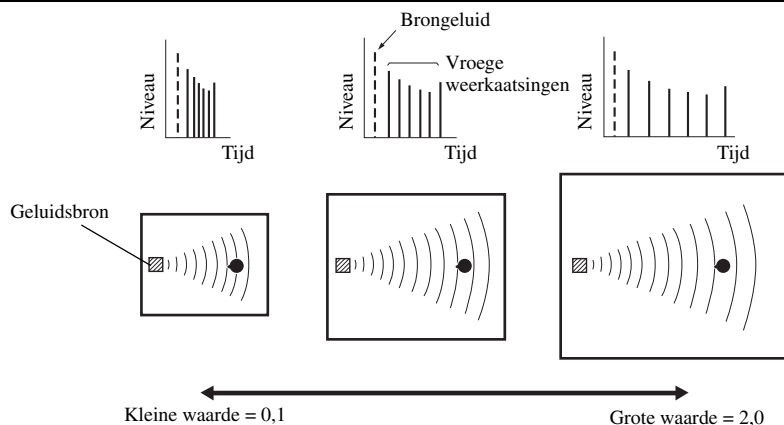 Brongeluid
Vroege
weerkaatsingen
Niveau
Tijd
Niveau
Tijd
Niveau
Tijd
Geluidsbron
Kleine waarde = 0,1
Grote waarde = 2,0